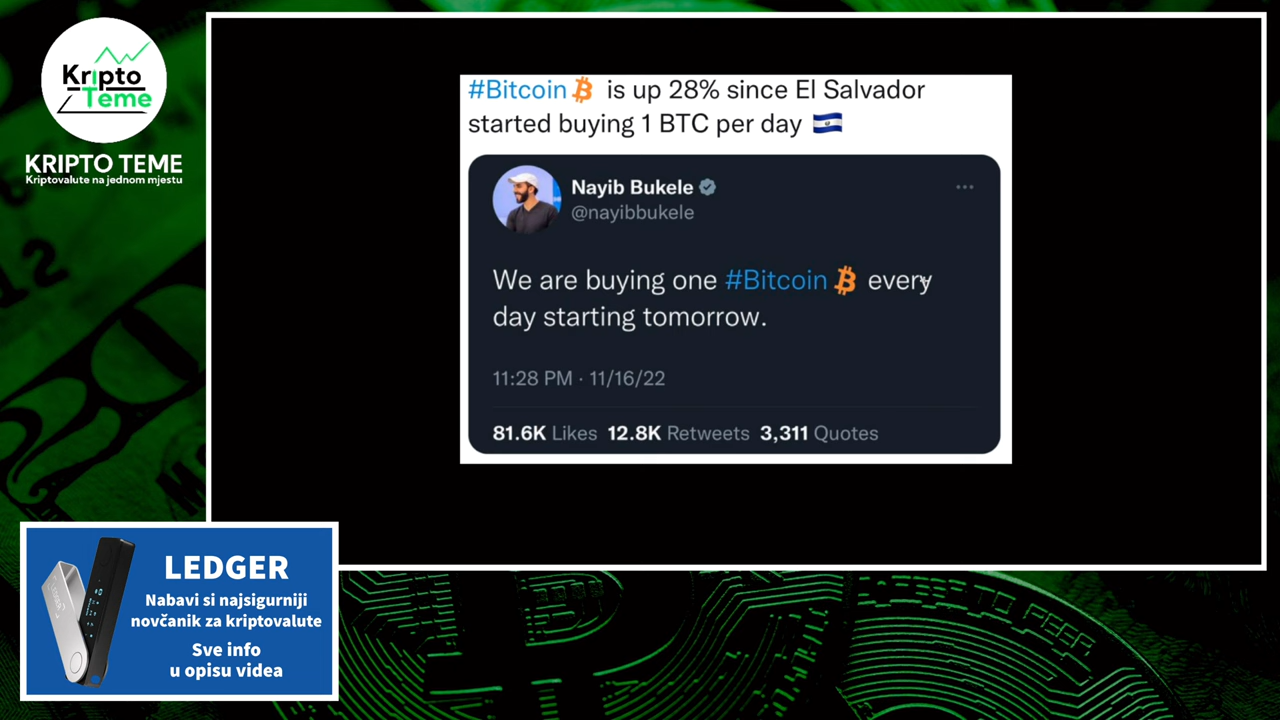 Kripto
Teme
KRIPTO TEME
Kriptovalute na jednom mjestu
#Bitcoin is up 28% since El Salvador
started buying 1 BTC per day
Nayib Bukele
@nayibbukele
We are buying one #Bitcoin every
day starting tomorrow.
11:28 PM · 11/16/22
81.6K Likes 12.8K Retweets 3,311 Quotes
LEDGER
Nabavi si najsigurniji
novčanik za kriptovalute
Sve info
u opisu videa